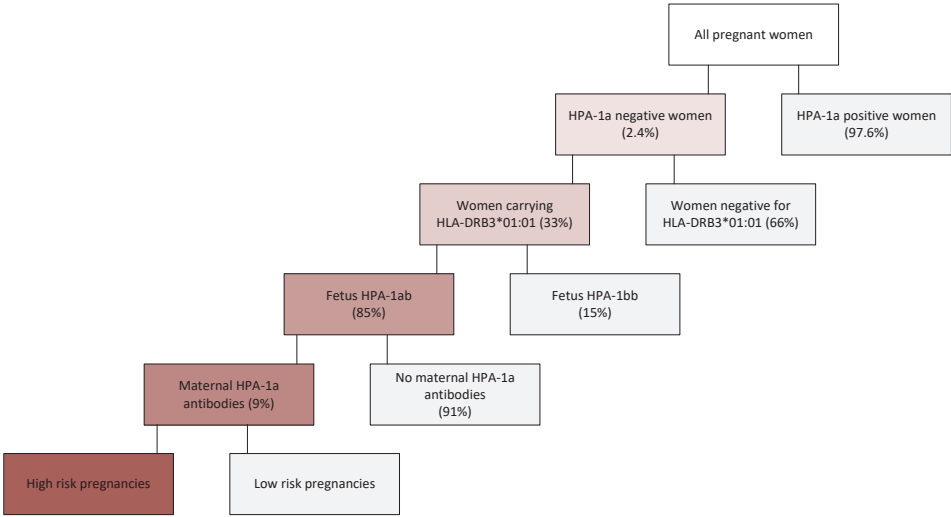 All pregnant women
HPA-1a negative women
(2.4%)
HPA-1a positive women
(97.6%)
Women carrying
HLA-DRB3*01:01 (33%)
Women negative for
HLA-DRB3*01:01 (66%)
Fetus HPA-1ab
(85%)
Fetus HPA-1bb
(15%)
Maternal HPA-1a
antibodies (9%)
No maternal HPA-1a
antibodies
(91%)
High risk pregnancies
Low risk pregnancies